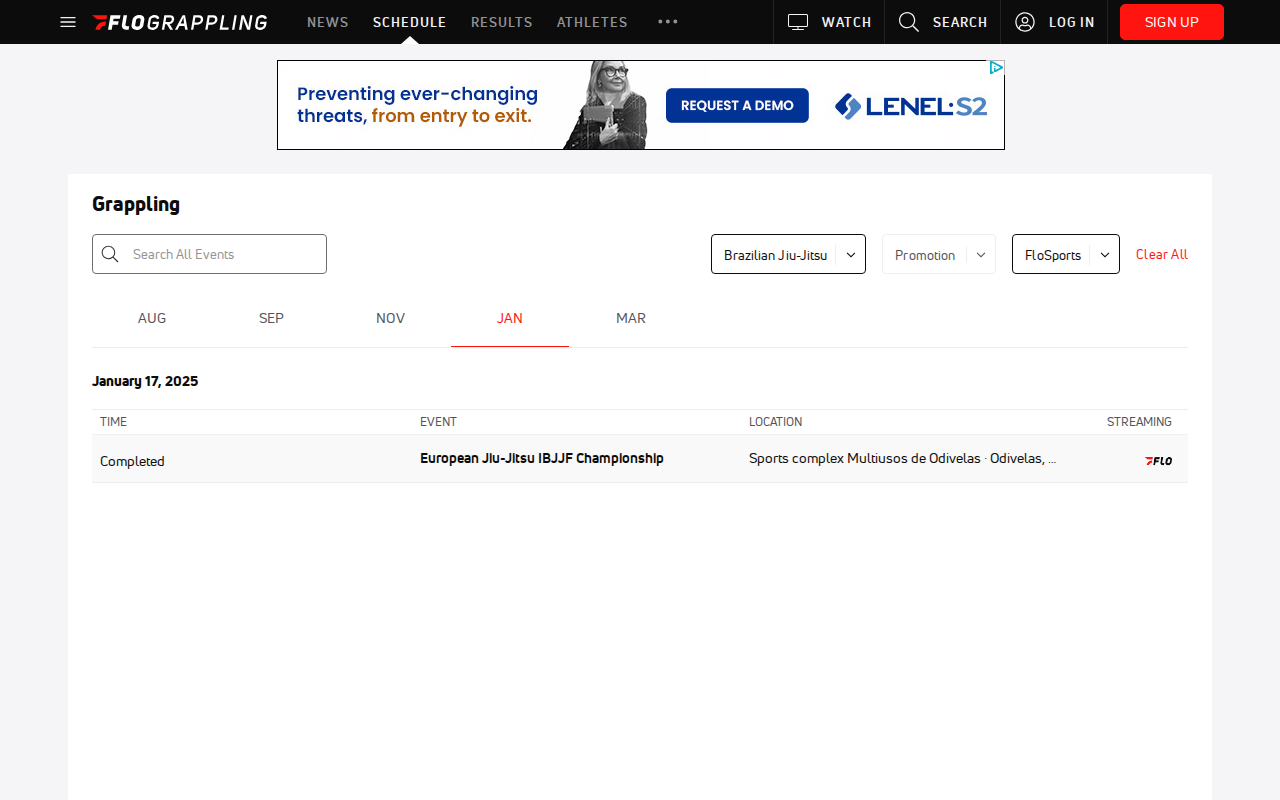 FLOGRAPPLING NEWS SCHEDULE RESULTS ATHLETES WATCH SEARCH LOG IN SIGN UP
Preventing ever-changing
threats, from entry to exit.
REQUEST A DEMO
LENEL·S2
Grappling
Search All Events
Brazilian Jiu-Jitsu
Promotion
FloSports
Clear All
AUG SEP NOV JAN MAR
January 17, 2025
TIME EVENT LOCATION STREAMING
Completed European Jiu-Jitsu IBJJF Championship Sports complex Multiusos de Odivelas · Odivelas, ... FLO